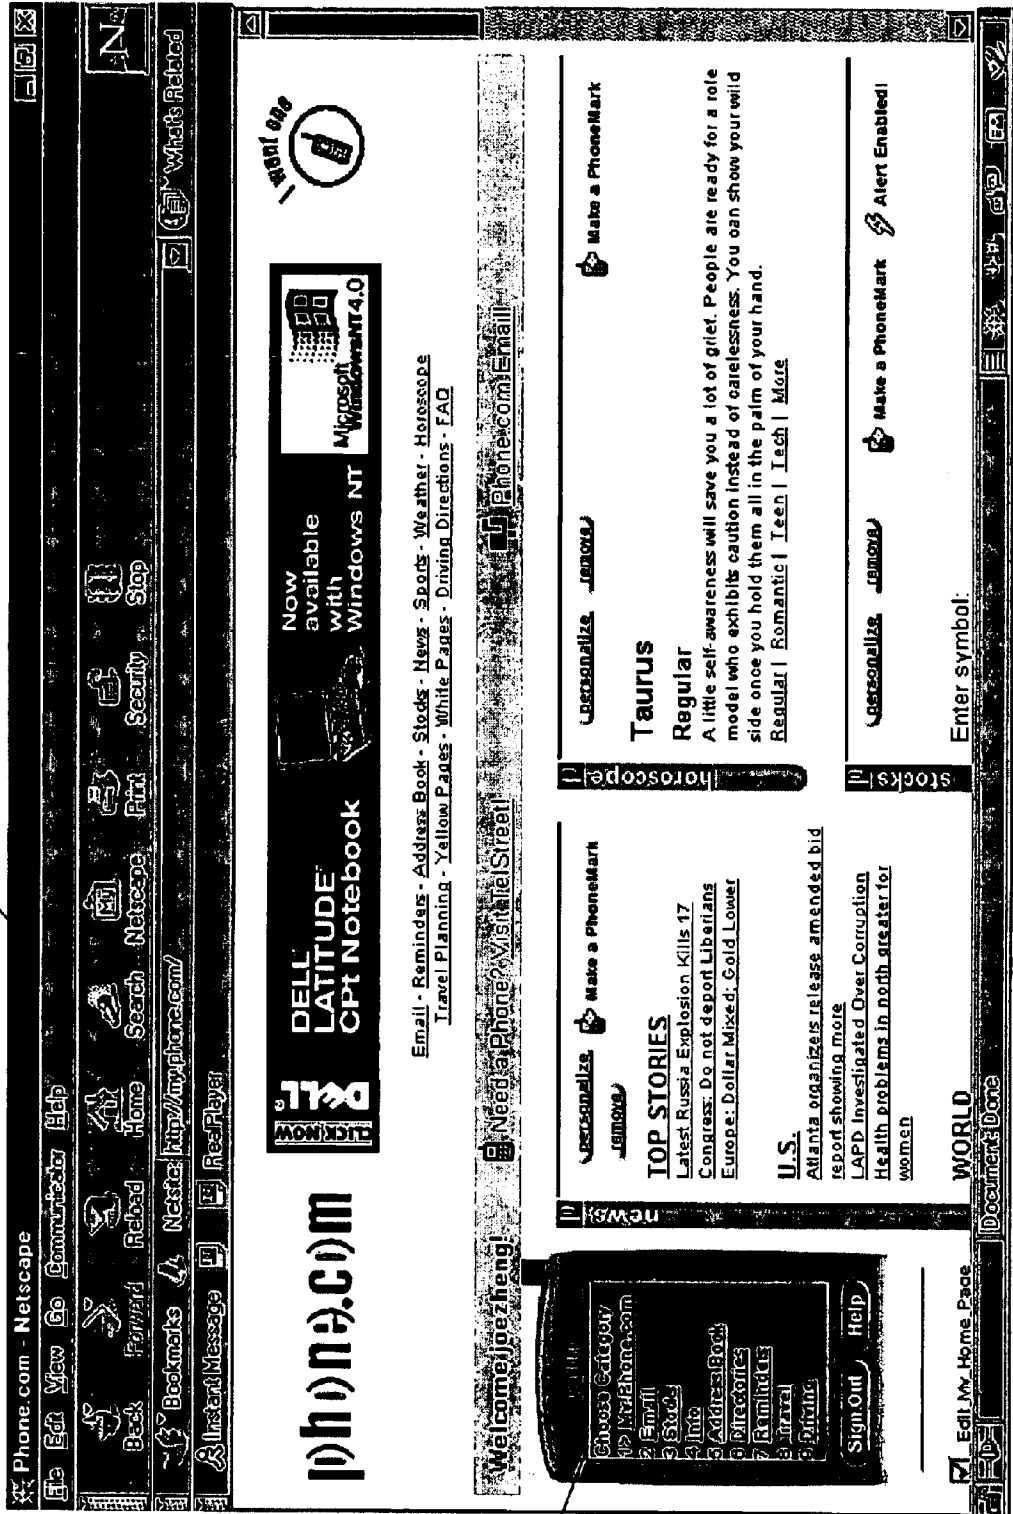 Phone.com - Netscape
File Edit View Go Communicator Help
Back Forward Reload Home Search Netscape Print Security Stop
Bookmarks Netsite: http://my.phone.com/ What's Related
Instant Message RealPlayer
phone.com
CLICK NOW
DELL
DELL
LATITUDE
CPt Notebook
Now
available
with
Windows NT
Microsoft
WindowsNT4.0
I want one
Email - Reminders - Address Book - Stocks - News - Sports - Weather - Horoscope
Travel Planning - Yellow Pages - White Pages - Driving Directions - FAQ
Welcome joezheng! Need a Phone? Visit Street! Phone.com Email!
Choose Category
2 Email
3 Stocks
4 Info
5 Address Book
6 Directories
7 Reminders
8 Travel
9 Driving
Sign Out Help
Edit My Home Page
news
personalize Make a PhoneMark
remove
TOP STORIES
Latest Russia Explosion Kills 17
Congress: Do not deport Liberians
Europe: Dollar Mixed; Gold Lower
U.S.
Atlanta organizers release amended bid
report showing more
LAPD Investigated Over Corruption
Health problems in north greater for
women
WORLD
horoscope
personalize remove Make a PhoneMark
Taurus
Regular
A little self-awareness will save you a lot of grief. People are ready for a role
model who exhibits caution instead of carelessness. You can show your wild
side once you hold them all in the palm of your hand.
Regular | Romantic | Teen | Tech | More
stocks
personalize remove Make a PhoneMark Alert Enabled!
Enter symbol:
Document: Done